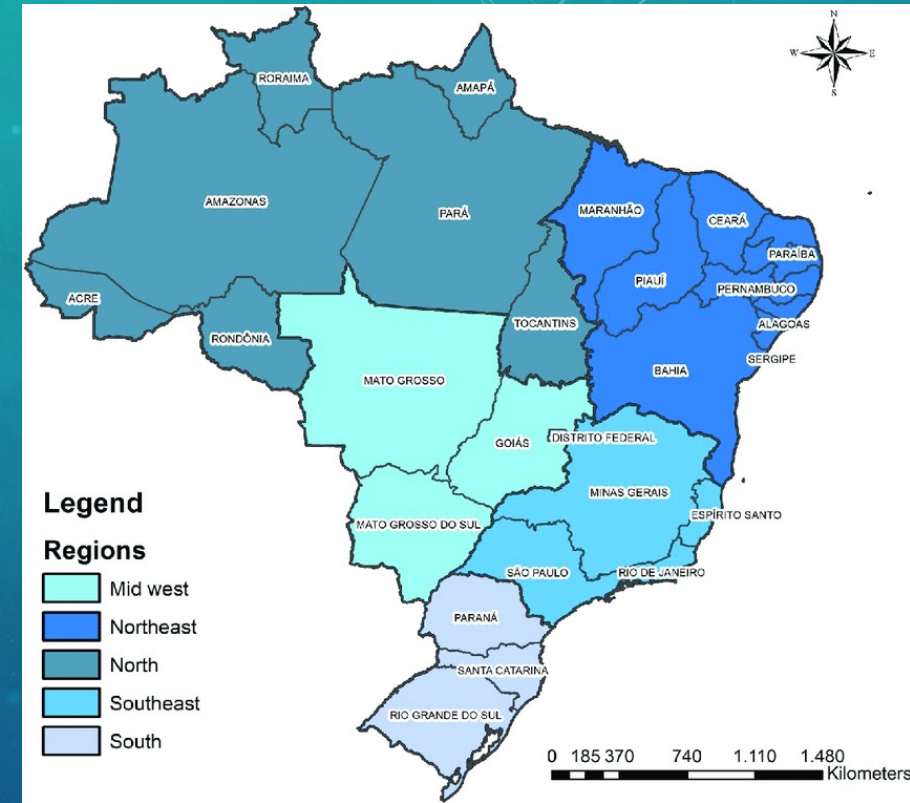 N
W E
S
RORAIMA
AMAPÁ
AMAZONAS
PARÁ
MARANHÃO
CEARÁ
PARAÍBA
PIAUÍ
PERNAMBUCO
ACRE
RONDÔNIA
TOCANTINS
ALAGOAS
SERGIPE
BAHIA
MATO GROSSO
GOIÁS
DISTRITO FEDERAL
MINAS GERAIS
ESPÍRITO SANTO
MATO GROSSO DO SUL
SÃO PAULO
RIO DE JANEIRO
PARANÁ
SANTA CATARINA
RIO GRANDE DO SUL
Legend
Regions
Mid west
Northeast
North
Southeast
South
0 185 370 740 1.110 1.480
Kilometers